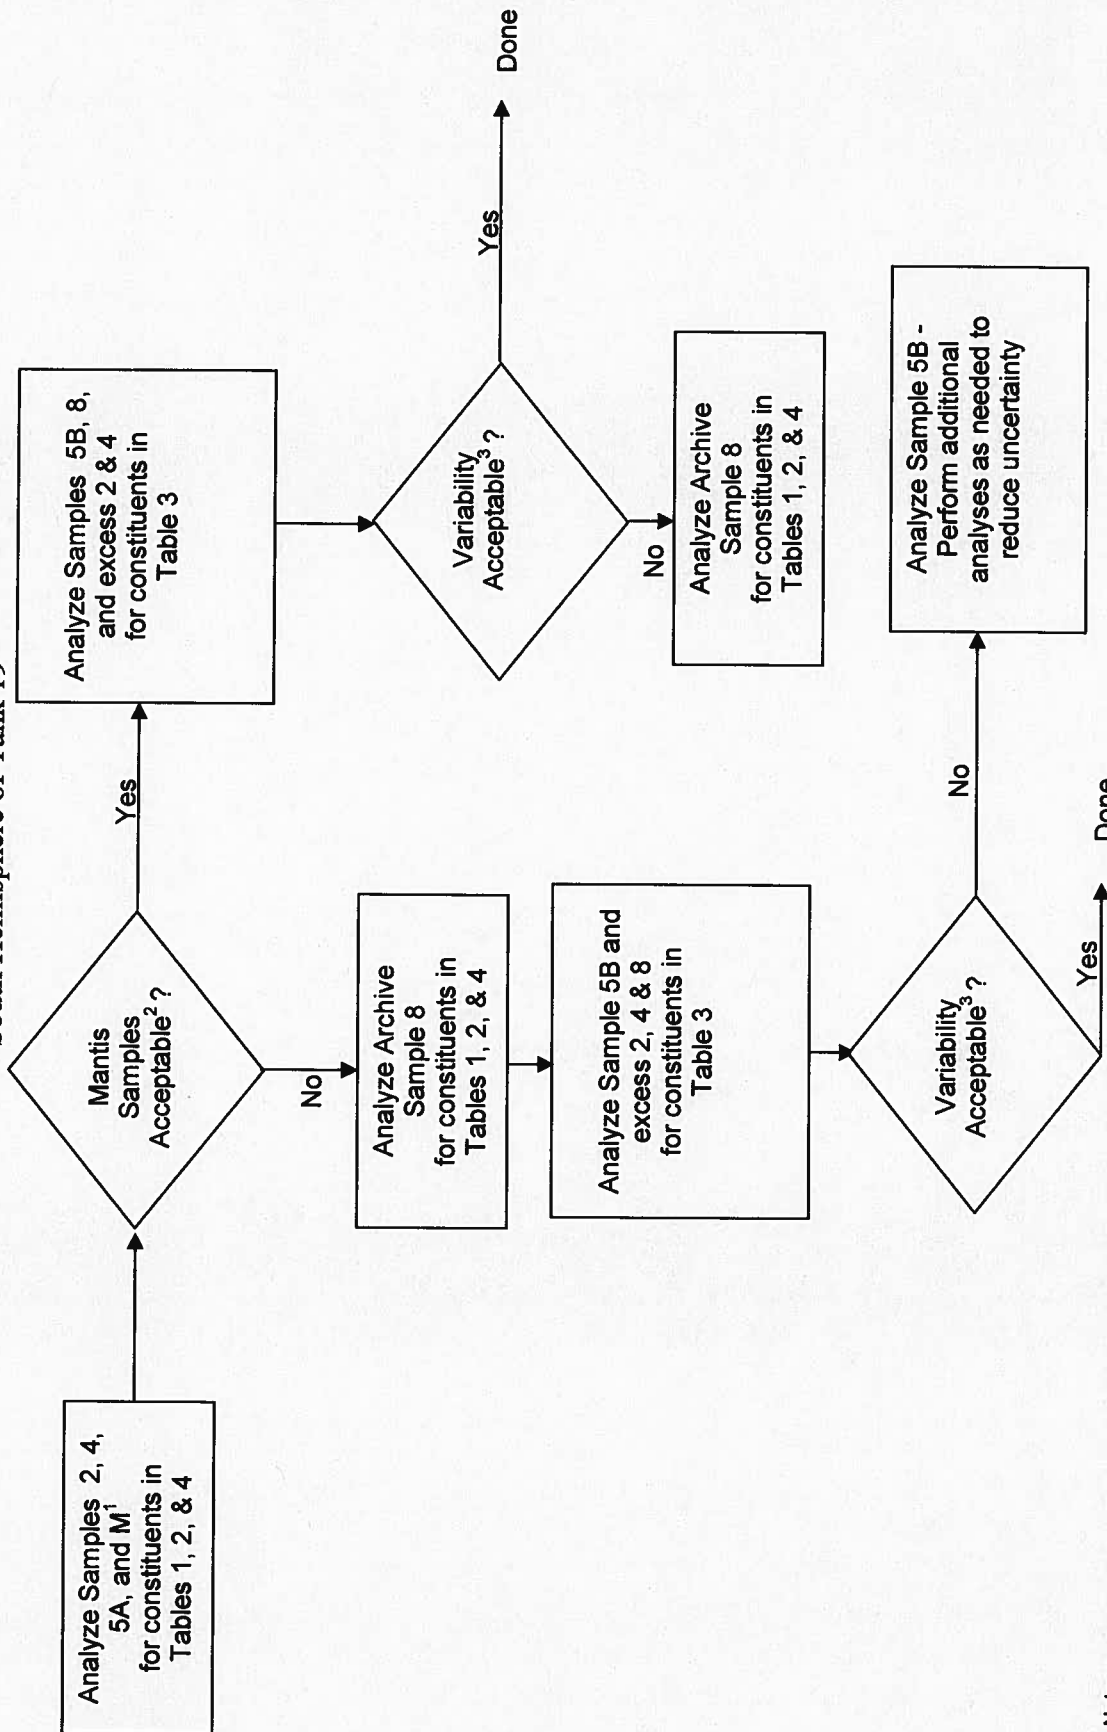 Hemisphere of Tank 19
Analyze Samples 2, 4,
5A, and M1
for constituents in
Tables 1, 2, & 4
Mantis
Samples
Acceptable2?
Yes
Analyze Samples 5B, 8,
and excess 2 & 4
for constituents in
Table 3
No
Analyze Archive
Sample 8
for constituents in
Tables 1, 2, & 4
Variability
Acceptable3?
Yes
Done
No
Analyze Archive
Sample 8
for constituents in
Tables 1, 2, & 4
Analyze Sample 5B and
excess 2, 4 & 8
for constituents in
Table 3
Variability
Acceptable3?
No
Analyze Sample 5B -
Perform additional
analyses as needed to
reduce uncertainty
Yes
Done